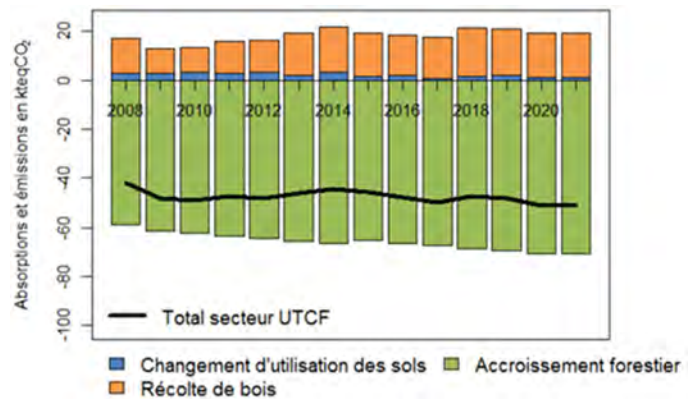 Absorptions et émissions en kteqCO₂
20
0
-20
-40
-60
-80
-100
2008 2010 2012 2014 2016 2018 2020
Total secteur UTCF
Changement d'utilisation des sols Accroissement forestier
Récolte de bois